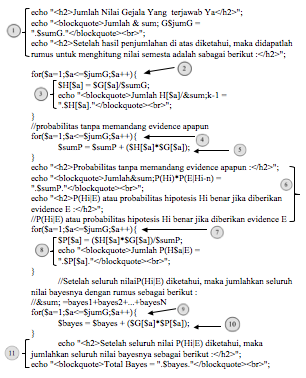 echo "<h2>Jumlah Nilai Gejala Yang  terjawab Ya</h2>";
echo "<blockquote>Jumlah & sum; G$jumG =
".$sumG."</blockquote><br>";
echo "<h2>Setelah hasil penjumlahan di atas diketahui, maka didapatlah
rumus untuk menghitung nilai semesta adalah sabagai berikut :</h2>";
1
for($a=1;$a<=$jumG;$a++){
2
$H[$a] = $G[$a]/$sumG;
echo "<blockquote>Jumlah H[$a]/&sum;k-1 =
".$H[$a]."</blockquote><br>";
3
}
//probabilitas tanpa memandang evidence apapun
for($a=1;$a<=$jumG;$a++){
4
$sumP = $sumP + ($H[$a]*$G[$a]);
5
}
echo "<h2>Probabilitas tanpa memandang evidence apapun :</h2>";
echo "<blockquote>Jumlah&sum;P(Hi)*P(E|Hi-n) =
".$sumP."</blockquote><br>";
6
echo "<h2>P(Hi|E) atau probabilitas hipotesis Hi benar jika diberikan
evidence E :</h2>";
//P(Hi|E) atau probabilitas hipotesis Hi benar jika diberikan evidence E
for($a=1;$a<=$jumG;$a++){
7
$P[$a] = ($H[$a]*$G[$a])/$sumP;
echo "<blockquote>Jumlah P(H$a|E) =
".$P[$a]."</blockquote><br>";
8
}
//Setelah seluruh nilaiP(Hi|E) diketahui, maka jumlahkan seluruh
nilai bayesnya dengan rumus sebagai berikut :
//&sum; =bayes1+bayes2+...+bayesN
for($a=1;$a<=$jumG;$a++){
9
$bayes = $bayes + ($G[$a]*$P[$a]);
10
}
echo "<h2>Setelah seluruh nilai P(Hi|E) diketahui, maka
jumlahkan seluruh nilai bayesnya sebagai berikut :</h2>";
echo "<blockquote>Total Bayes = ".$bayes."</blockquote><br>";
11